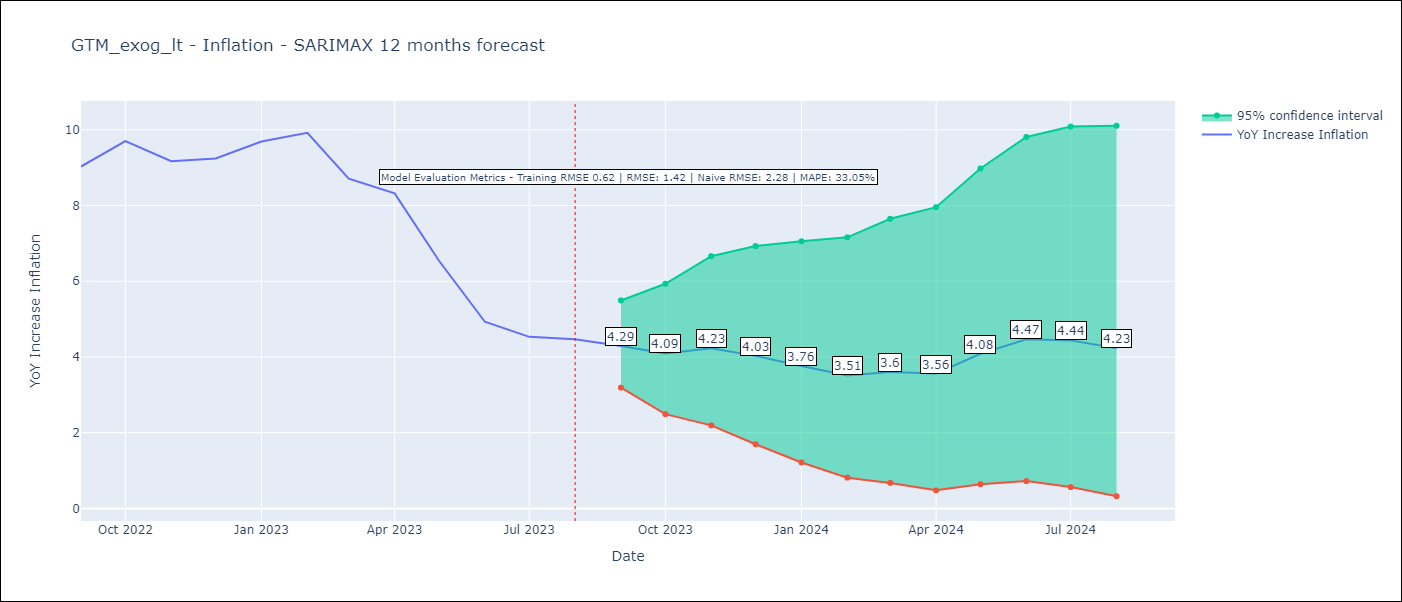 GTM_exog_lt - Inflation - SARIMAX 12 months forecast
95% confidence interval
YoY Increase Inflation
Model Evaluation Metrics - Training RMSE 0.62 | RMSE: 1.42 | Naive RMSE: 2.28 | MAPE: 33.05%
YoY Increase Inflation
10
8
6
4
2
0
4.29
4.09
4.23
4.03
3.76
3.51
3.6
3.56
4.08
4.47
4.44
4.23
Oct 2022
Jan 2023
Apr 2023
Jul 2023
Oct 2023
Jan 2024
Apr 2024
Jul 2024
Date